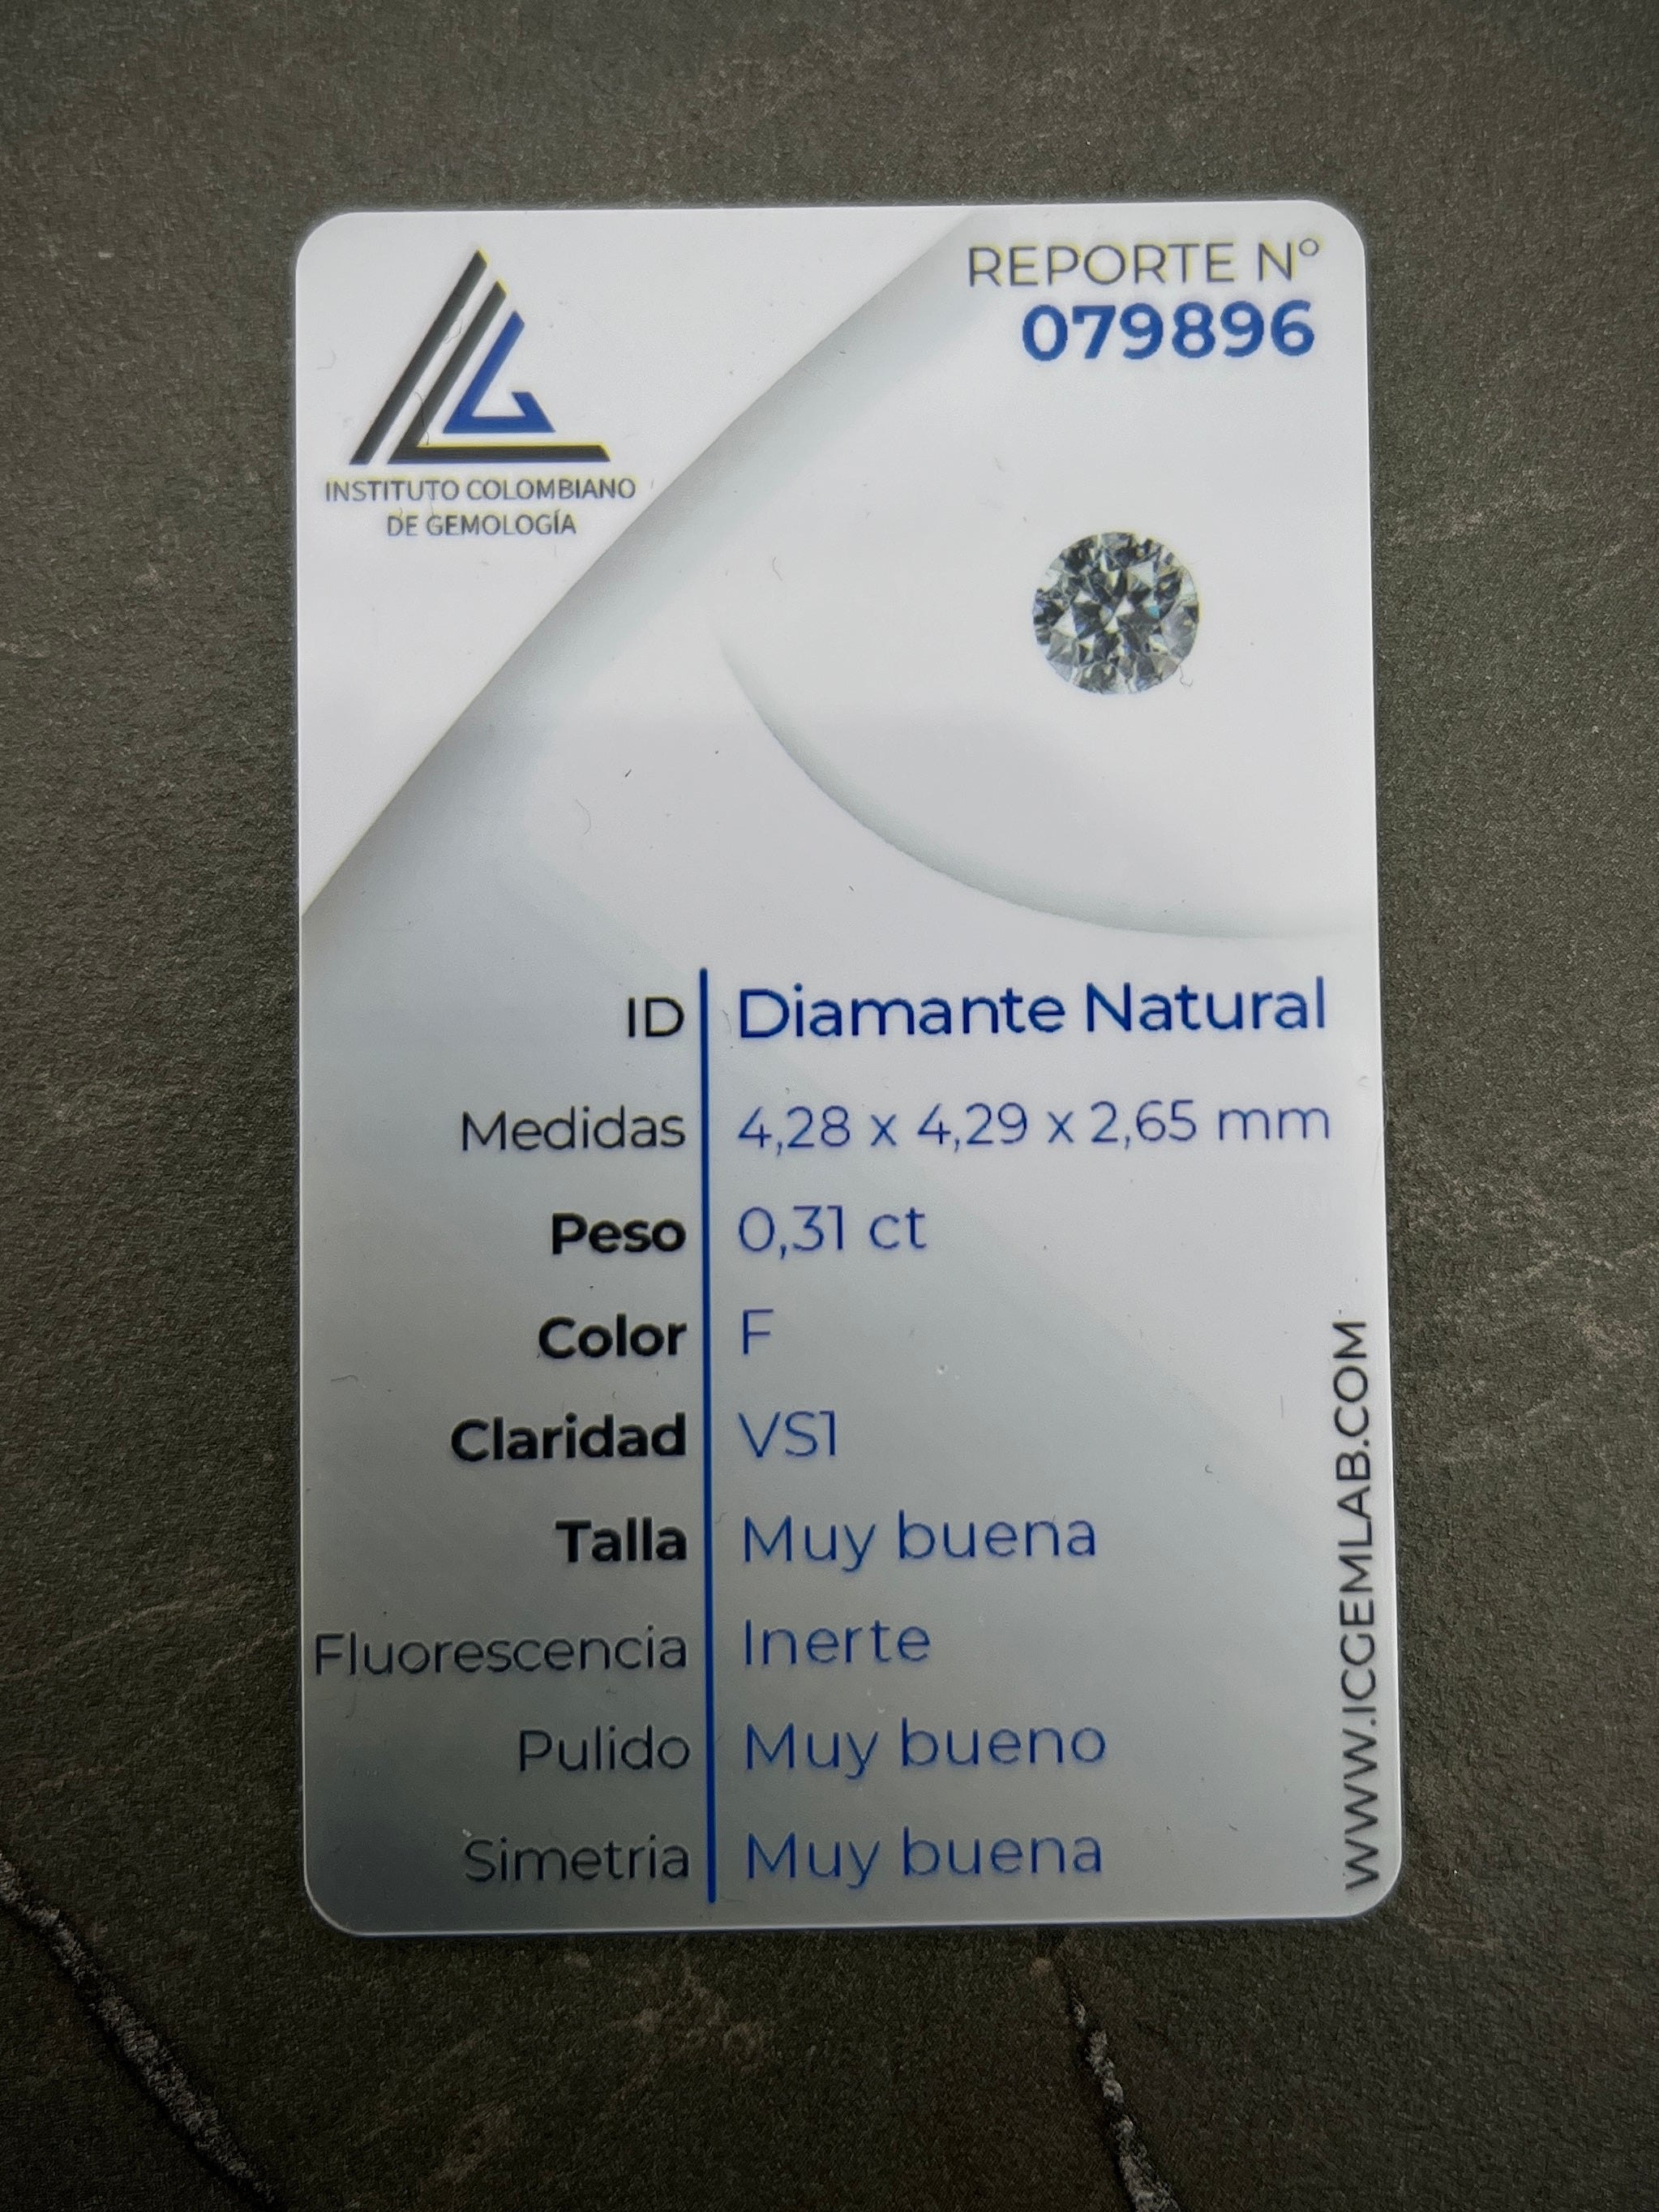 INSTITUTO COLOMBIANO
DE GEMOLOGÍA
REPORTE Nº
079896
ID Diamante Natural
Medidas 4,28 x 4,29 x 2,65 mm
Peso 0,31 ct
Color F
Claridad VS1
Talla Muy buena
Fluorescencia Inerte
Pulido Muy bueno
Simetria Muy buena
WWW.ICGEMLAB.COM